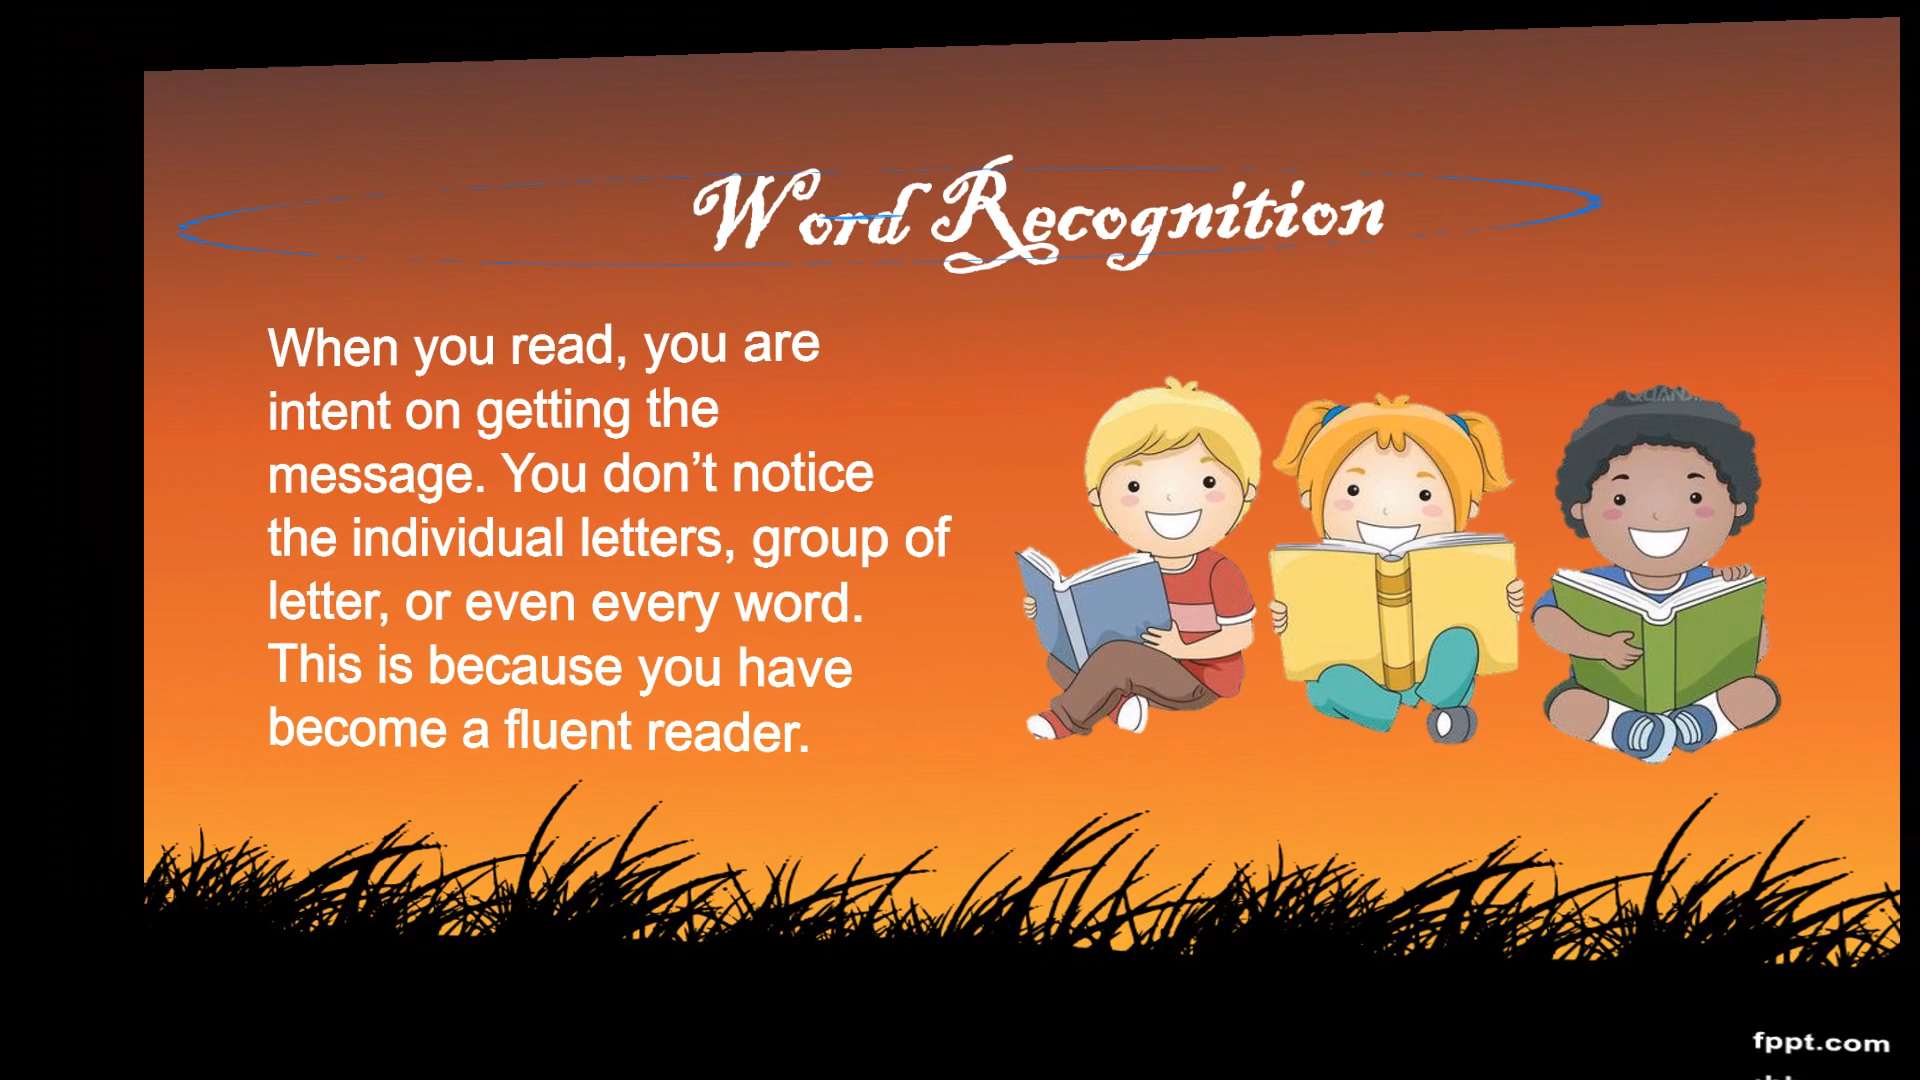 Word Recognition
When you read, you are
intent on getting the
message. You don’t notice
the individual letters, group of
letter, or even every word.
This is because you have
become a fluent reader.
fppt.com